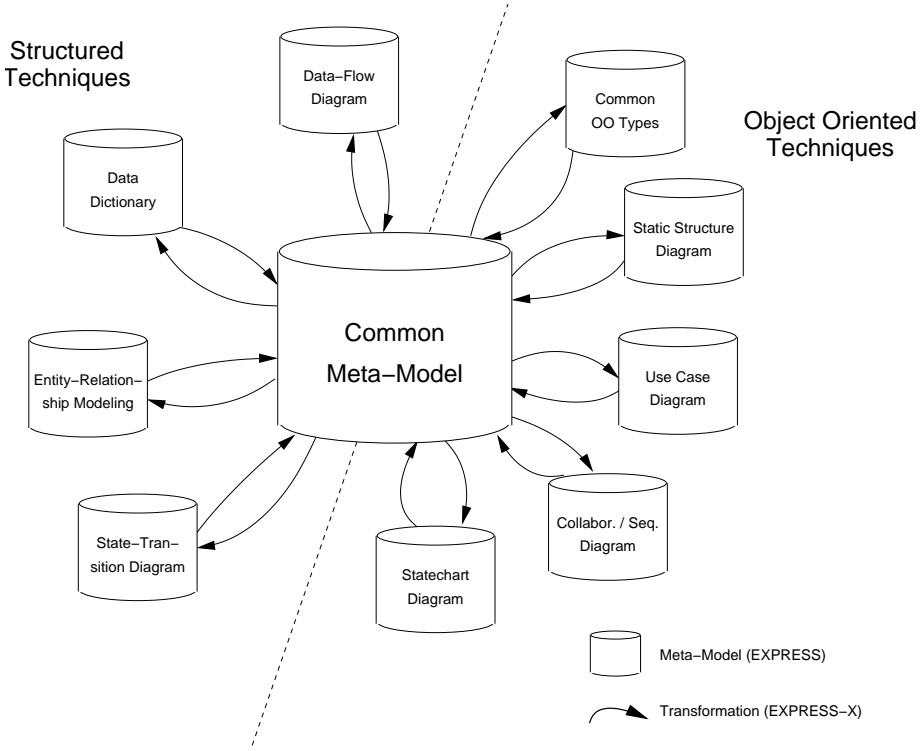 Structured
Techniques
Data−Flow
Diagram
Common
OO Types
Object Oriented
Techniques
Data
Dictionary
Static Structure
Diagram
Common
Meta−Model
Entity−Relation−
ship Modeling
Use Case
Diagram
State−Tran−
sition Diagram
Collabor. / Seq.
Diagram
Statechart
Diagram
Meta−Model (EXPRESS)
Transformation (EXPRESS−X)